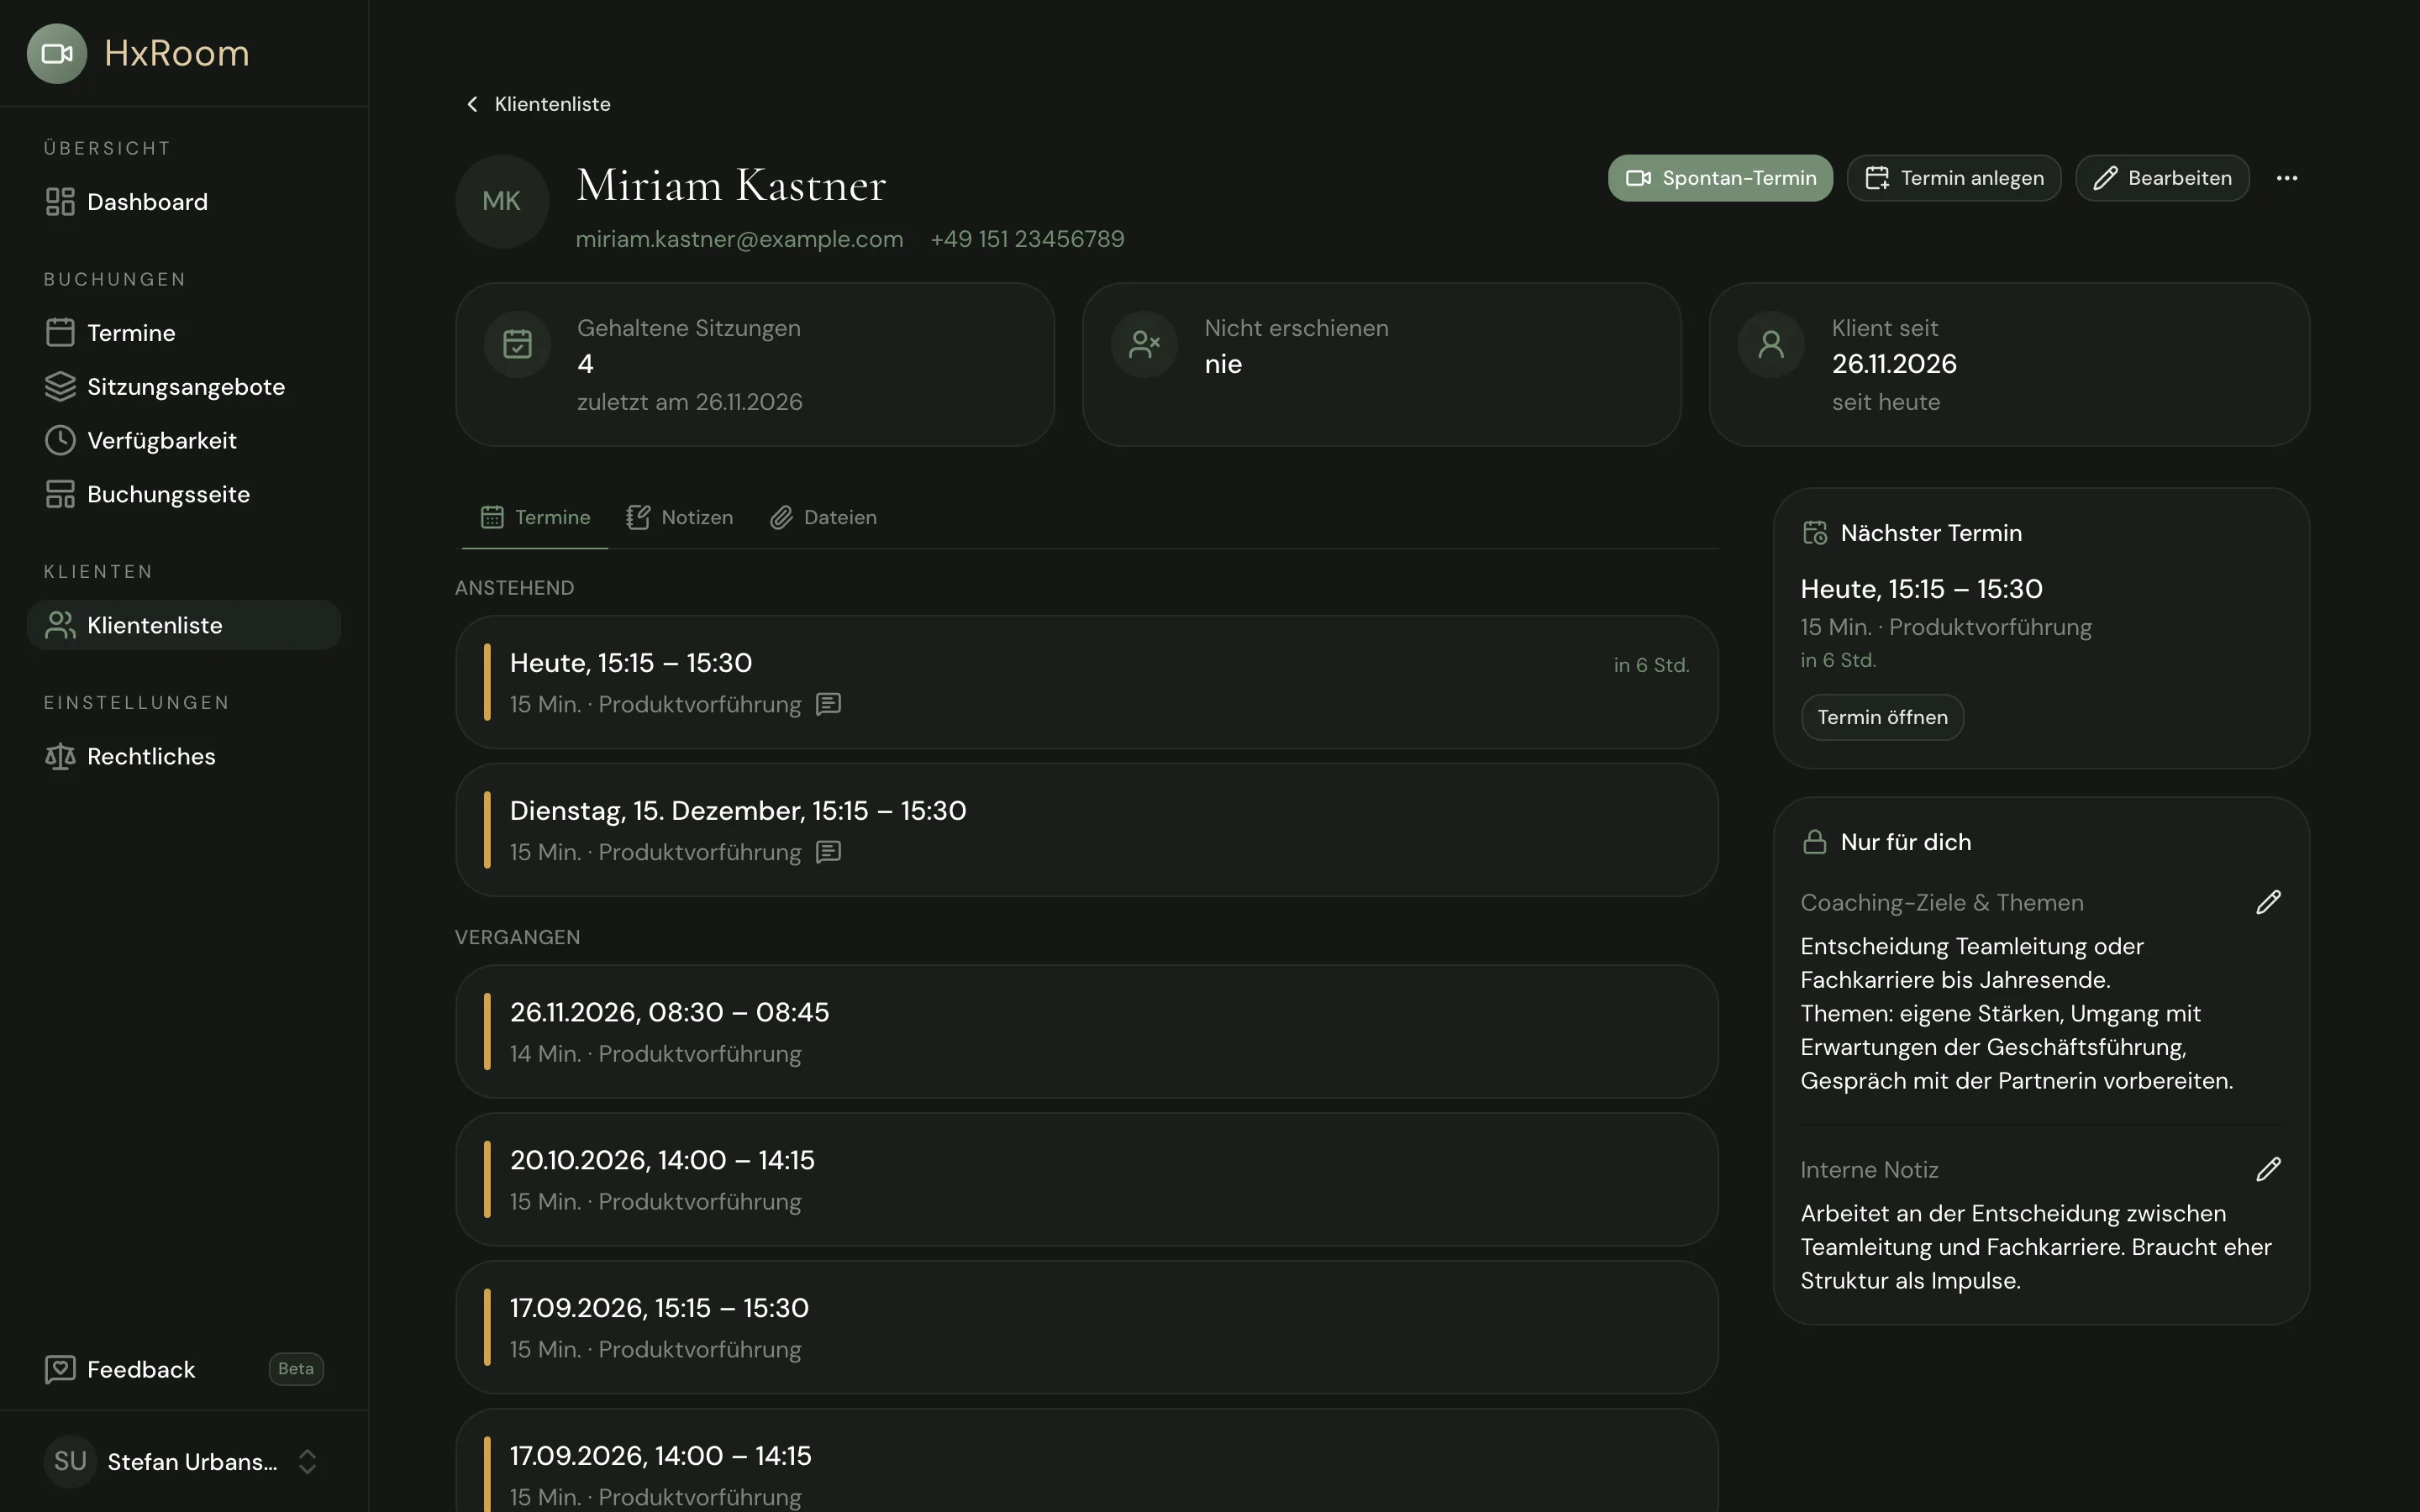 HxRoom
ÜBERSICHT
Dashboard
BUCHUNGEN
Termine
Sitzungsangebote
Verfügbarkeit
Buchungsseite
KLIENTEN
Klientenliste
EINSTELLUNGEN
Rechtliches
Feedback
Beta
SU
Stefan Urbans...
Klientenliste
MK
Miriam Kastner
miriam.kastner@example.com
+49 151 23456789
Spontan-Termin
Termin anlegen
Bearbeiten
Gehaltene Sitzungen
4
zuletzt am 26.11.2026
Nicht erschienen
nie
Klient seit
26.11.2026
seit heute
Termine
Notizen
Dateien
ANSTEHEND
Heute, 15:15 – 15:30
in 6 Std.
15 Min. · Produktvorführung
Dienstag, 15. Dezember, 15:15 – 15:30
15 Min. · Produktvorführung
VERGANGEN
26.11.2026, 08:30 – 08:45
14 Min. · Produktvorführung
20.10.2026, 14:00 – 14:15
15 Min. · Produktvorführung
17.09.2026, 15:15 – 15:30
15 Min. · Produktvorführung
17.09.2026, 14:00 – 14:15
15 Min. · Produktvorführung
Nächster Termin
Heute, 15:15 – 15:30
15 Min. · Produktvorführung
in 6 Std.
Termin öffnen
Nur für dich
Coaching-Ziele & Themen
Entscheidung Teamleitung oder
Fachkarriere bis Jahresende.
Themen: eigene Stärken, Umgang mit
Erwartungen der Geschäftsführung,
Gespräch mit der Partnerin vorbereiten.
Interne Notiz
Arbeitet an der Entscheidung zwischen
Teamleitung und Fachkarriere. Braucht eher
Struktur als Impulse.